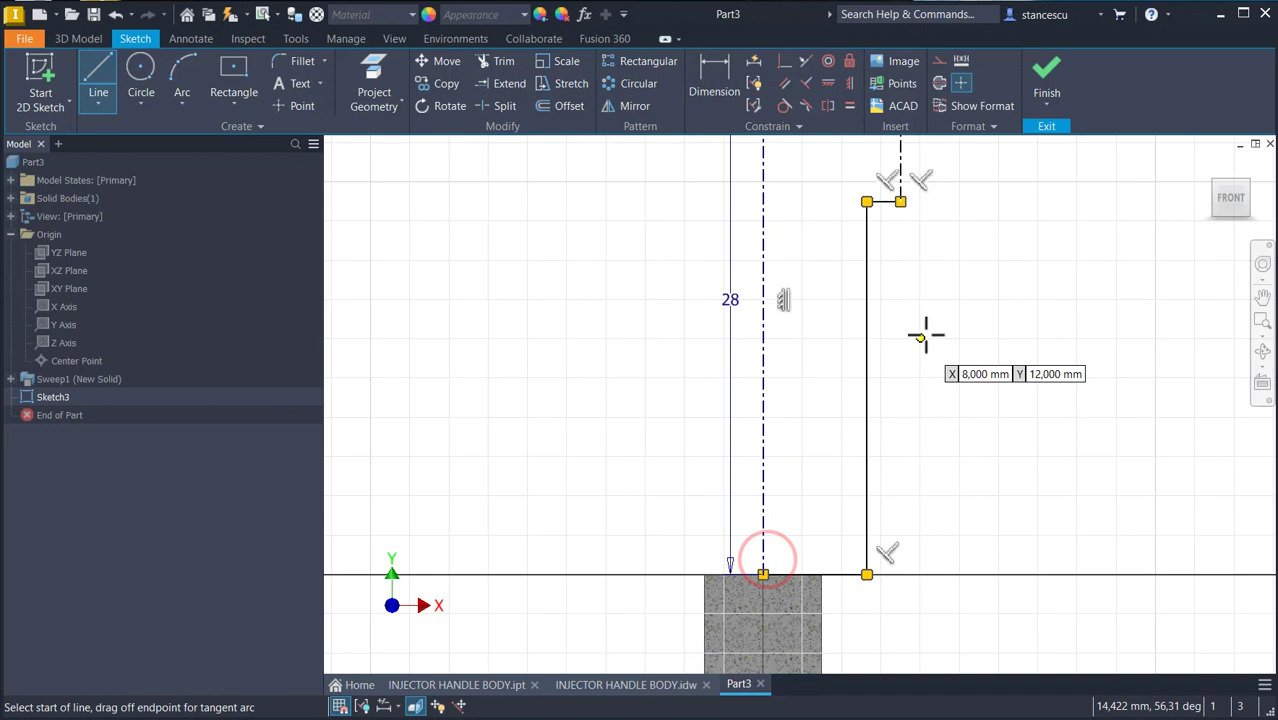 Material
Appearance
Part3
Search Help & Commands...
stancescu
File
3D Model
Sketch
Annotate
Inspect
Tools
Manage
View
Environments
Collaborate
Fusion 360
Start
2D Sketch
Line
Circle
Arc
Rectangle
Fillet
Text
Point
Project
Geometry
Move
Copy
Rotate
Trim
Extend
Split
Scale
Stretch
Offset
Rectangular
Circular
Mirror
Dimension
Image
Points
ACAD
Show Format
Finish
Sketch
Create
Modify
Pattern
Constrain
Insert
Format
Exit
Model
Part3
Model States: [Primary]
Solid Bodies(1)
View: [Primary]
Origin
YZ Plane
XZ Plane
XY Plane
X Axis
Y Axis
Z Axis
Center Point
Sweep1 (New Solid)
Sketch3
End of Part
FRONT
28
X 8,000 mm Y 12,000 mm
Y
X
Home INJECTOR HANDLE BODY.ipt INJECTOR HANDLE BODY.idw Part3
Select start of line, drag off endpoint for tangent arc
14,422 mm, 56,31 deg 1 3